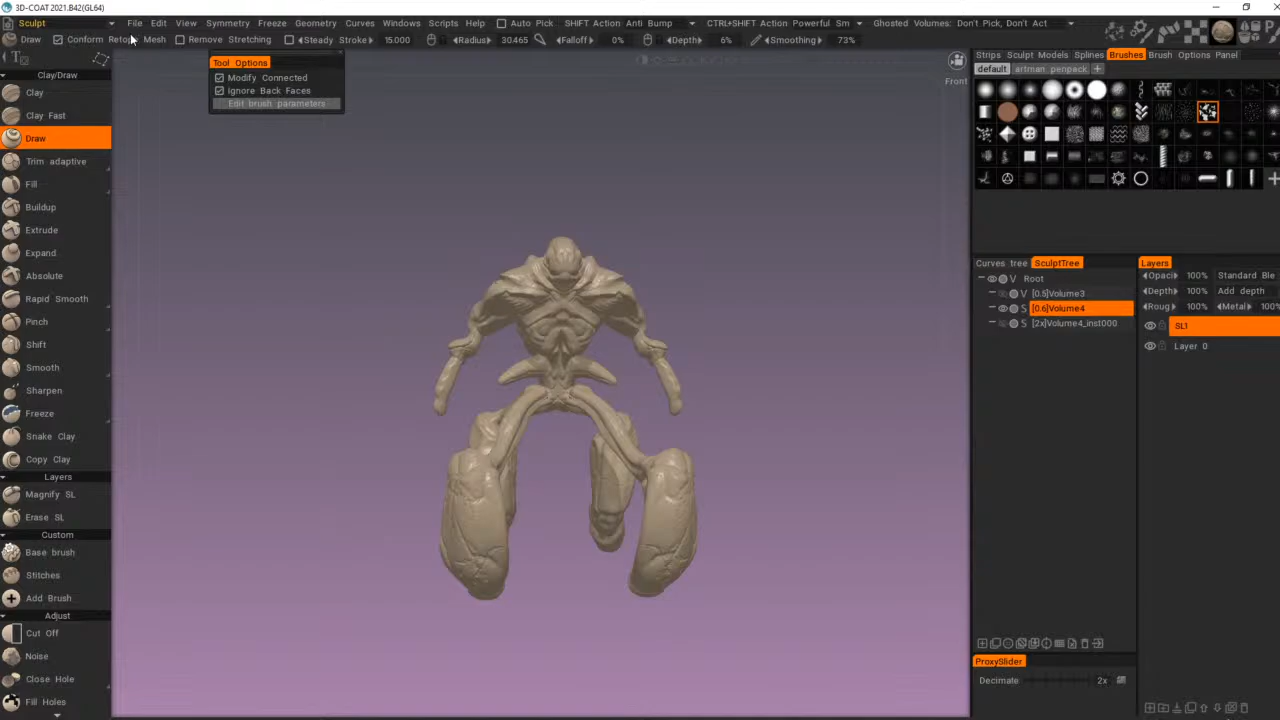 3D-COAT 2021.B42(GL64)
Sculpt File Edit View Symmetry Freeze Geometry Curves Windows Scripts Help Auto Pick SHIFT Action Anti Bump CTRL+SHIFT Action Powerful Sm Ghosted Volumes: Don't Pick, Don't Act
Draw Conform Retopo Mesh Remove Stretching Steady Stroke 15.000 Radius 30.465 Falloff 0% Depth 6% Smoothing 73%
Strips Sculpt Models Splines Brushes Brush Options Panel
default artman penpack +
Tool Options
Modify Connected
Ignore Back Faces
Edit brush parameters
Front
Clay/Draw
Clay
Clay Fast
Draw
Trim adaptive
Fill
Buildup
Extrude
Expand
Absolute
Rapid Smooth
Pinch
Shift
Smooth
Sharpen
Freeze
Snake Clay
Copy Clay
Layers
Magnify SL
Erase SL
Custom
Base brush
Stitches
Add Brush
Adjust
Cut Off
Noise
Close Hole
Fill Holes
Curves tree SculptTree
Root
[0.5]Volume3
[0.6]Volume4
[2x]Volume4_inst000
Layers
Opaci 100% Standard Ble
Depth 100% Add depth
Roug 100% Metal 100%
SL1
Layer 0
ProxySlider
Decimate 2x